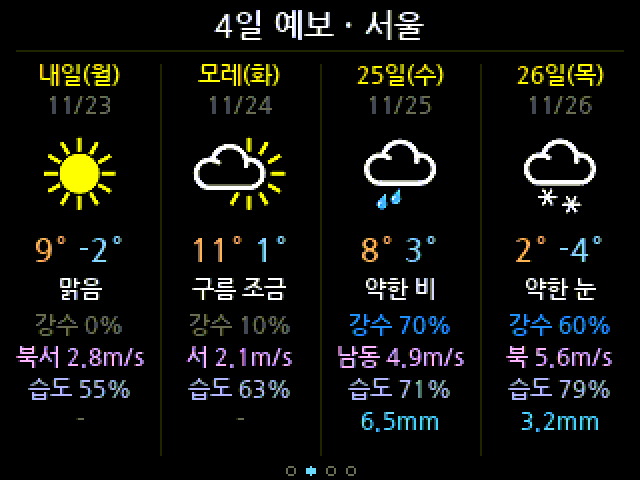 4일 예보 · 서울
내일(월)
11/23
9° -2°
맑음
강수 0%
북서 2.8m/s
습도 55%
-
모레(화)
11/24
11° 1°
구름 조금
강수 10%
서 2.1m/s
습도 63%
-
25일(수)
11/25
8° 3°
약한 비
강수 70%
남동 4.9m/s
습도 71%
6.5mm
26일(목)
11/26
2° -4°
약한 눈
강수 60%
북 5.6m/s
습도 79%
3.2mm